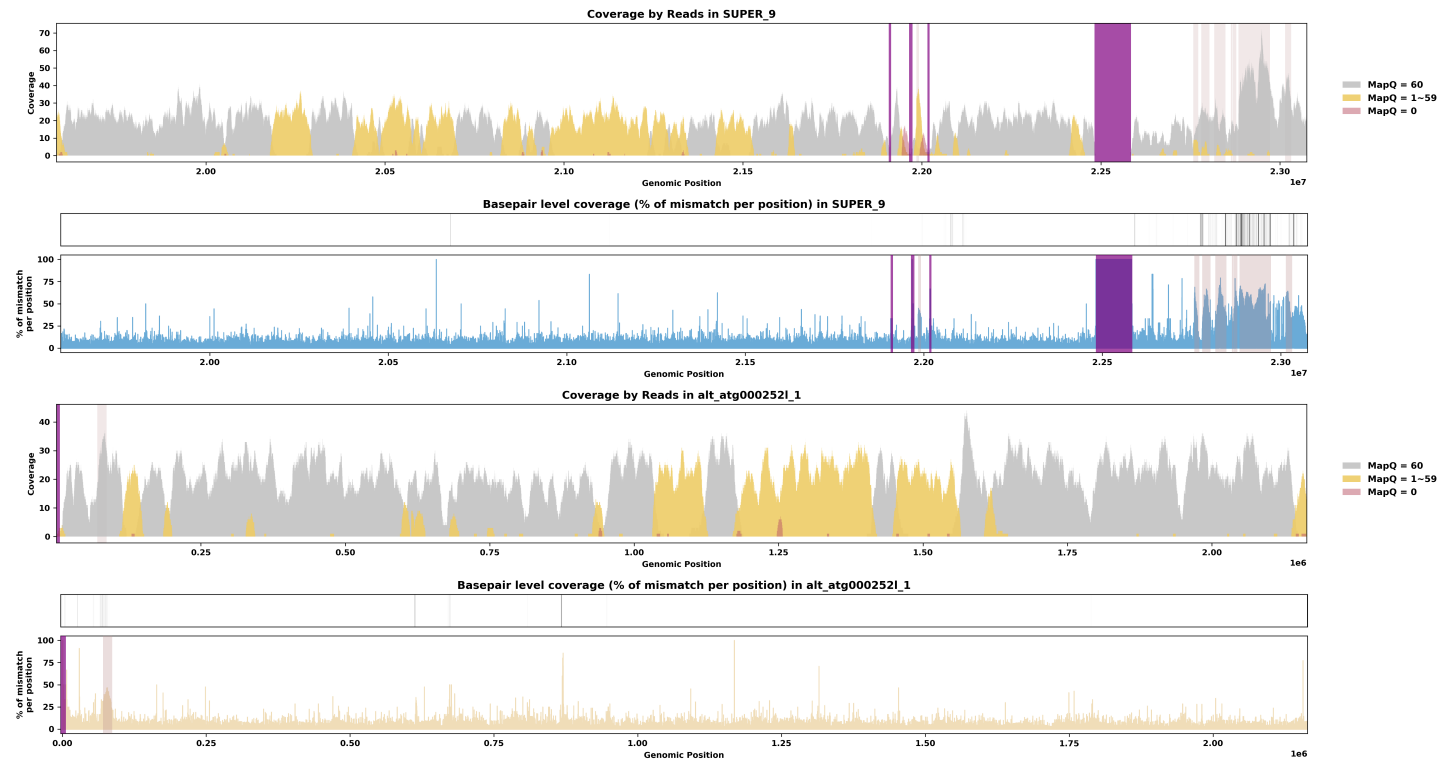 Coverage by Reads in SUPER_9
Coverage
70
60
50
40
30
20
10
0
2.00
2.05
2.10
2.15
2.20
2.25
2.30
1e7
Genomic Position
MapQ = 60
MapQ = 1~59
MapQ = 0
Basepair level coverage (% of mismatch per position) in SUPER_9
% of mismatch
per position
100
75
50
25
0
2.00
2.05
2.10
2.15
2.20
2.25
2.30
1e7
Genomic Position
Coverage by Reads in alt_atg000252l_1
Coverage
40
30
20
10
0
0.25
0.50
0.75
1.00
1.25
1.50
1.75
2.00
1e6
Genomic Position
MapQ = 60
MapQ = 1~59
MapQ = 0
Basepair level coverage (% of mismatch per position) in alt_atg000252l_1
% of mismatch
per position
100
75
50
25
0
0.00
0.25
0.50
0.75
1.00
1.25
1.50
1.75
2.00
1e6
Genomic Position